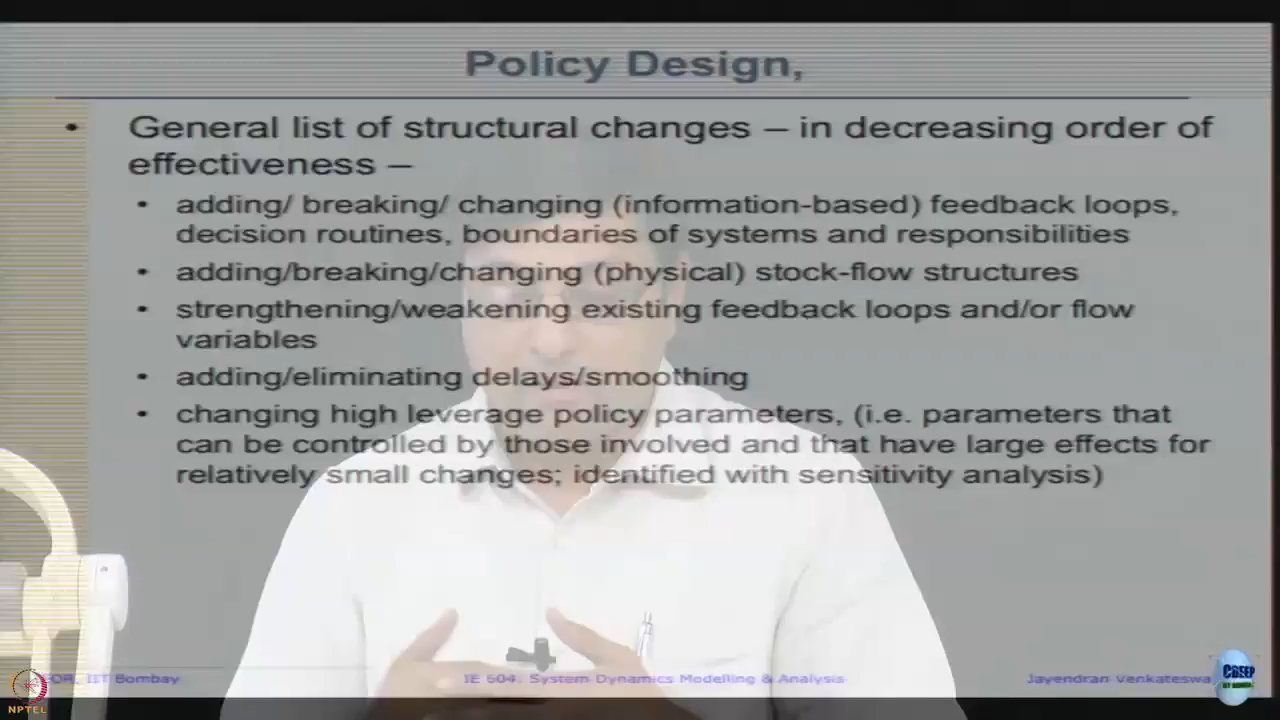 Policy Design,
• General list of structural changes – in decreasing order of
effectiveness –
• adding/ breaking/ changing (information-based) feedback loops,
decision routines, boundaries of systems and responsibilities
• adding/breaking/changing (physical) stock-flow structures
• strengthening/weakening existing feedback loops and/or flow
variables
• adding/eliminating delays/smoothing
• changing high leverage policy parameters, (i.e. parameters that
can be controlled by those involved and that have large effects for
relatively small changes; identified with sensitivity analysis)
IIT Bombay
IE 604: System Dynamics Modelling & Analysis
Jayendran Venkateswa
CDEEP
IIT BOMBAY
NPTEL